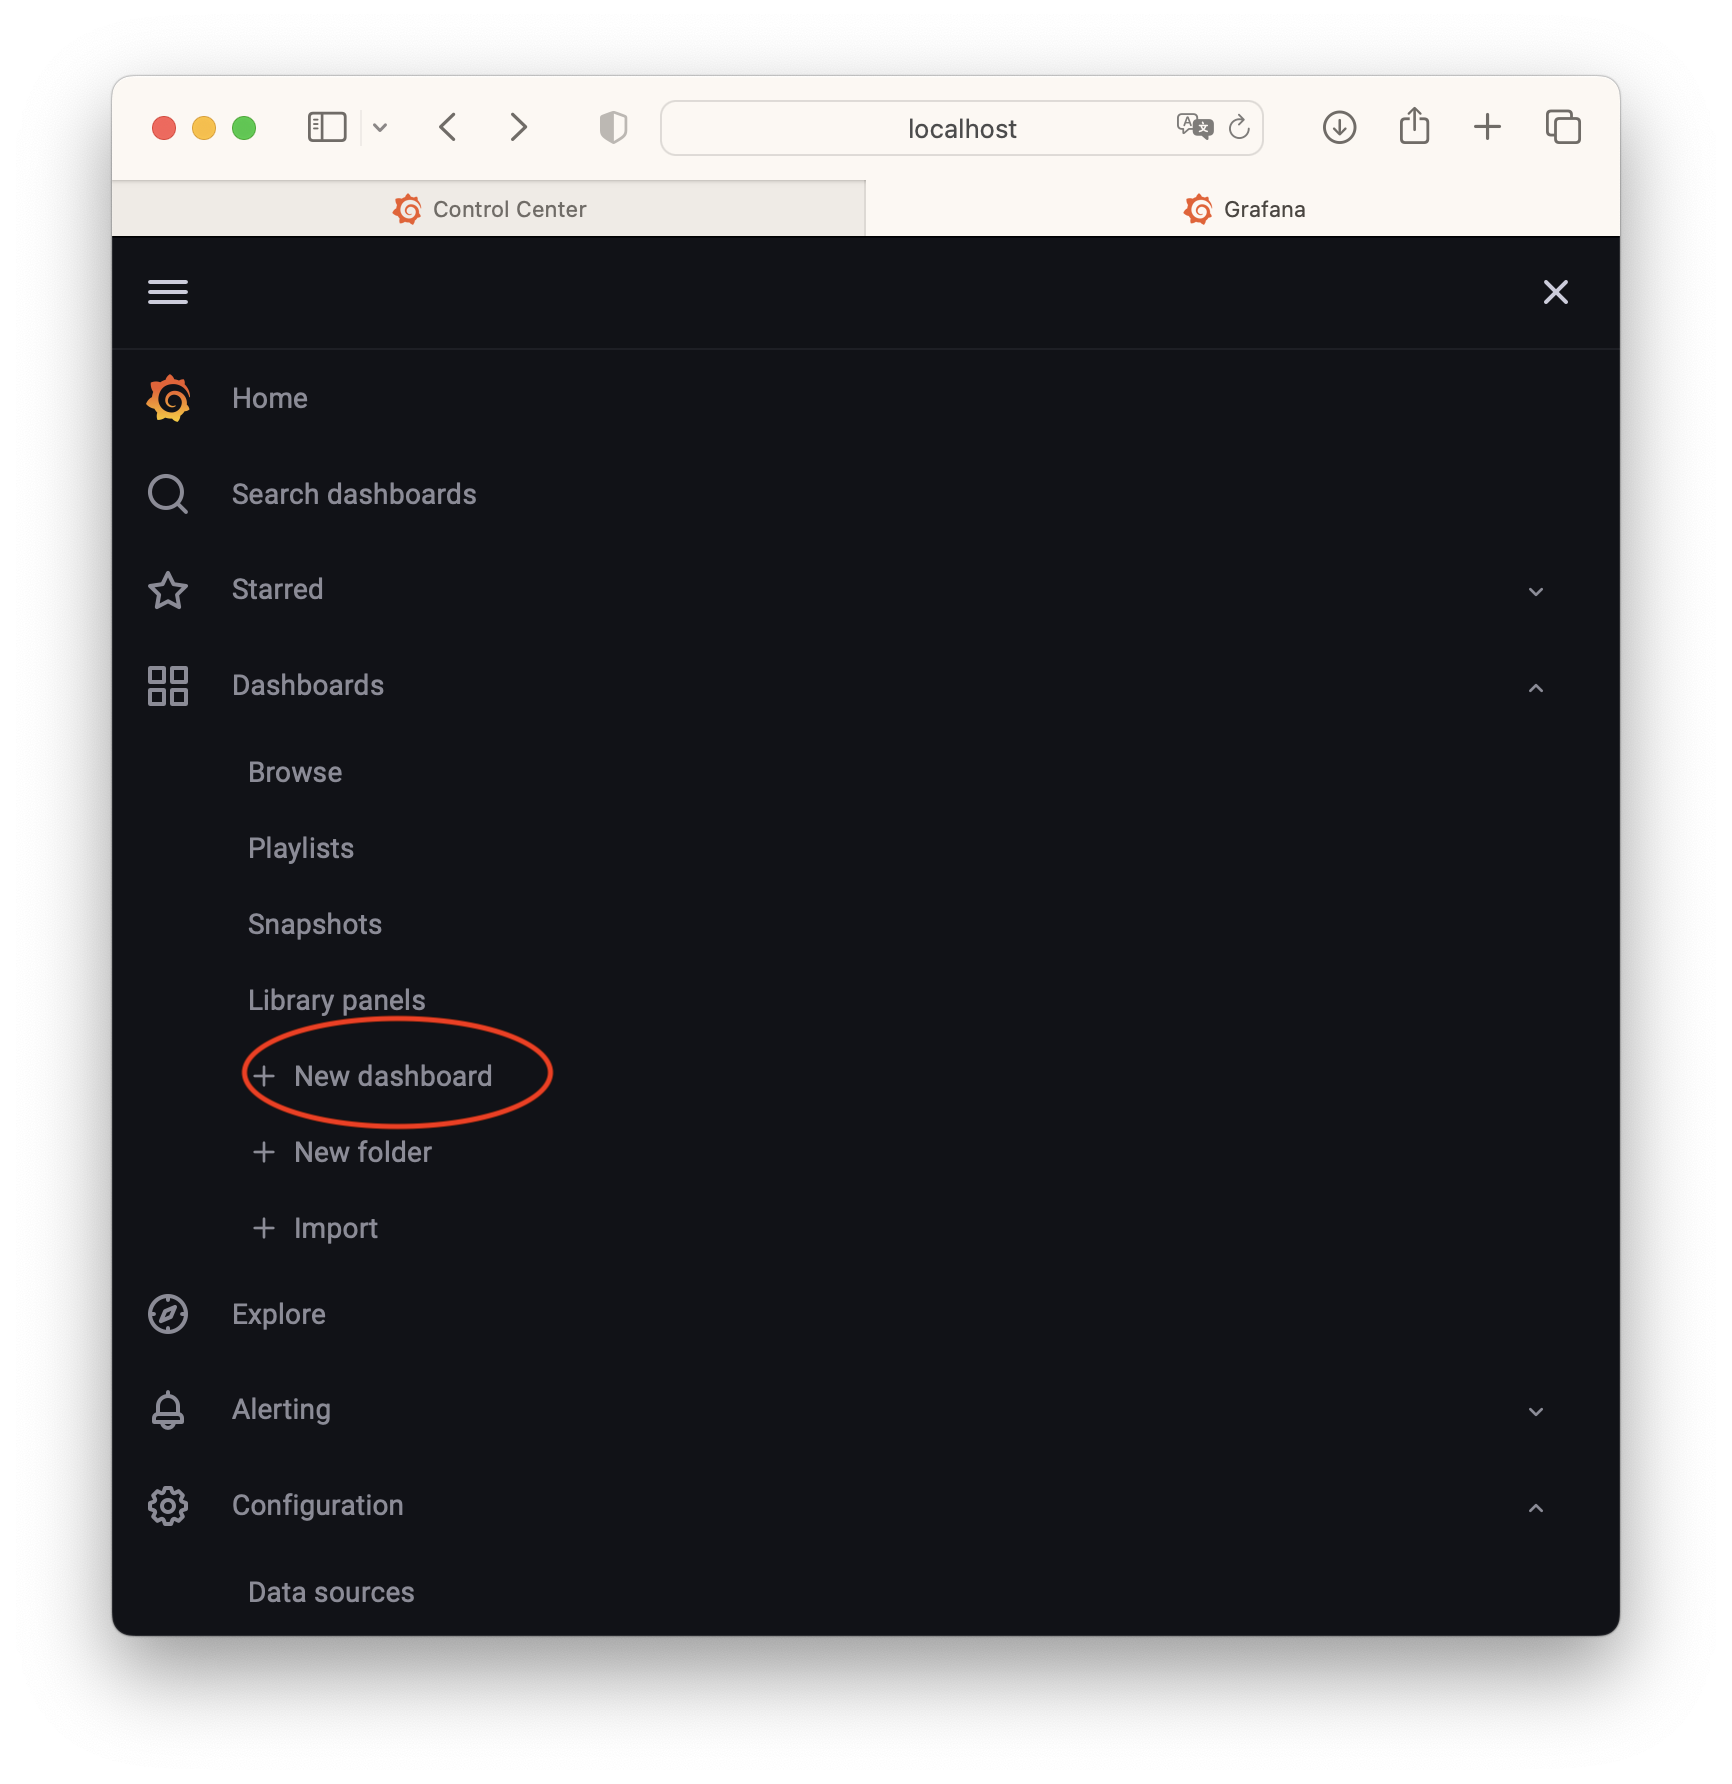 localhost
Control Center
Grafana
Home
Search dashboards
Starred
Dashboards
Browse
Playlists
Snapshots
Library panels
+ New dashboard
+ New folder
+ Import
Explore
Alerting
Configuration
Data sources